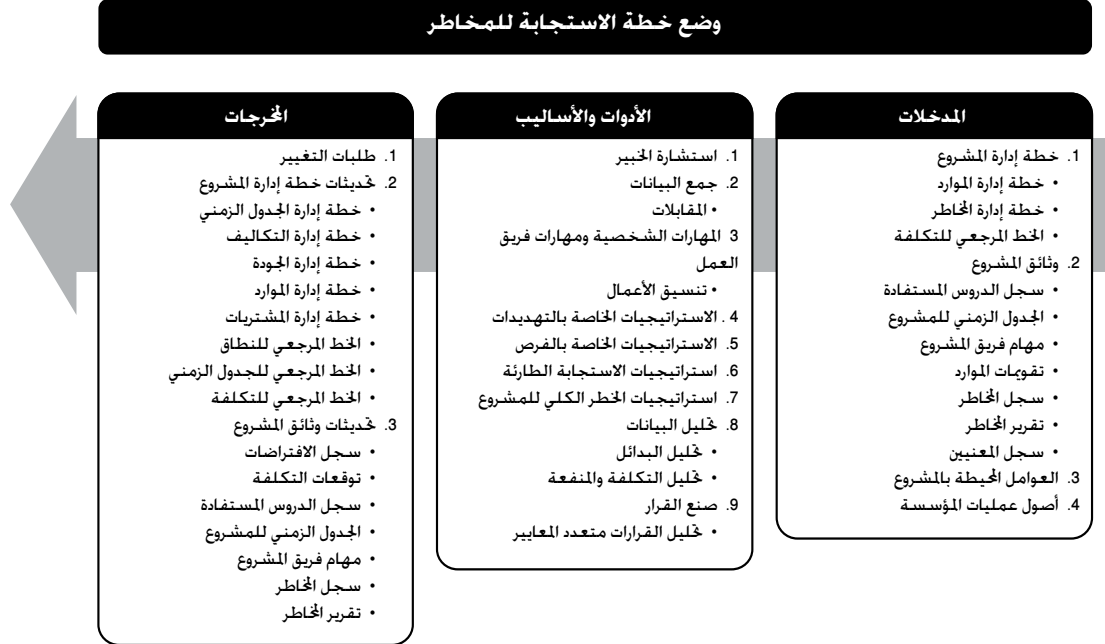 وضع خطة الاستجابة للمخاطر
المدخلات
1. خطة إدارة المشروع
• خطة إدارة الموارد
• خطة إدارة المخاطر
• الخط المرجعي للتكلفة
2. وثائق المشروع
• سجل الدروس المستفادة
• الجدول الزمني للمشروع
• مهام فريق المشروع
• تقويمات الموارد
• سجل المخاطر
• تقرير المخاطر
• سجل المعنيين
3. العوامل المحيطة بالمشروع
4. أصول عمليات المؤسسة
الأدوات والأساليب
1. استشارة الخبير
2. جمع البيانات
• المقابلات
3 المهارات الشخصية ومهارات فريق
العمل
• تنسيق الأعمال
4 . الاستراتيجيات الخاصة بالتهديدات
5. الاستراتيجيات الخاصة بالفرص
6. استراتيجيات الاستجابة الطارئة
7. استراتيجيات الخطر الكلي للمشروع
8. تحليل البيانات
• تحليل البدائل
• تحليل التكلفة والمنفعة
9. صنع القرار
• تحليل القرارات متعدد المعايير
المخرجات
1. طلبات التغيير
2. تحديثات خطة إدارة المشروع
• خطة إدارة الجدول الزمني
• خطة إدارة التكاليف
• خطة إدارة الجودة
• خطة إدارة الموارد
• خطة إدارة المشتريات
• الخط المرجعي للنطاق
• الخط المرجعي للجدول الزمني
• الخط المرجعي للتكلفة
3. تحديثات وثائق المشروع
• سجل الافتراضات
• توقعات التكلفة
• سجل الدروس المستفادة
• الجدول الزمني للمشروع
• مهام فريق المشروع
• سجل المخاطر
• تقرير المخاطر